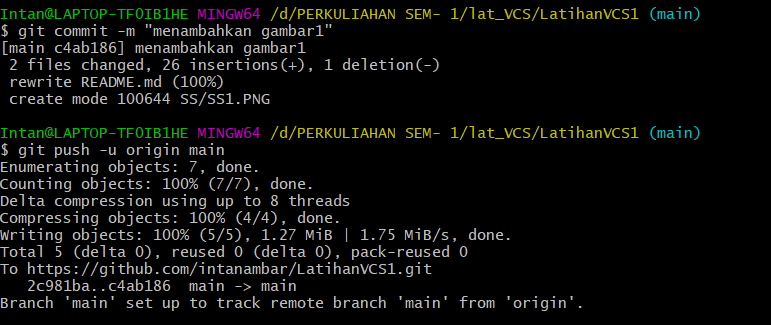 Intan@LAPTOP-TF0IB1HE MINGW64 /d/PERKULIAHAN SEM- 1/lat_VCS/LatihanVCS1 (main)
$ git commit -m "menambahkan gambar1"
[main c4ab186] menambahkan gambar1
 2 files changed, 26 insertions(+), 1 deletion(-)
 rewrite README.md (100%)
 create mode 100644 SS/SS1.PNG

Intan@LAPTOP-TF0IB1HE MINGW64 /d/PERKULIAHAN SEM- 1/lat_VCS/LatihanVCS1 (main)
$ git push -u origin main
Enumerating objects: 7, done.
Counting objects: 100% (7/7), done.
Delta compression using up to 8 threads
Compressing objects: 100% (4/4), done.
Writing objects: 100% (5/5), 1.27 MiB | 1.75 MiB/s, done.
Total 5 (delta 0), reused 0 (delta 0), pack-reused 0
To https://github.com/intanambar/LatihanVCS1.git
   2c981ba..c4ab186  main -> main
Branch 'main' set up to track remote branch 'main' from 'origin'.